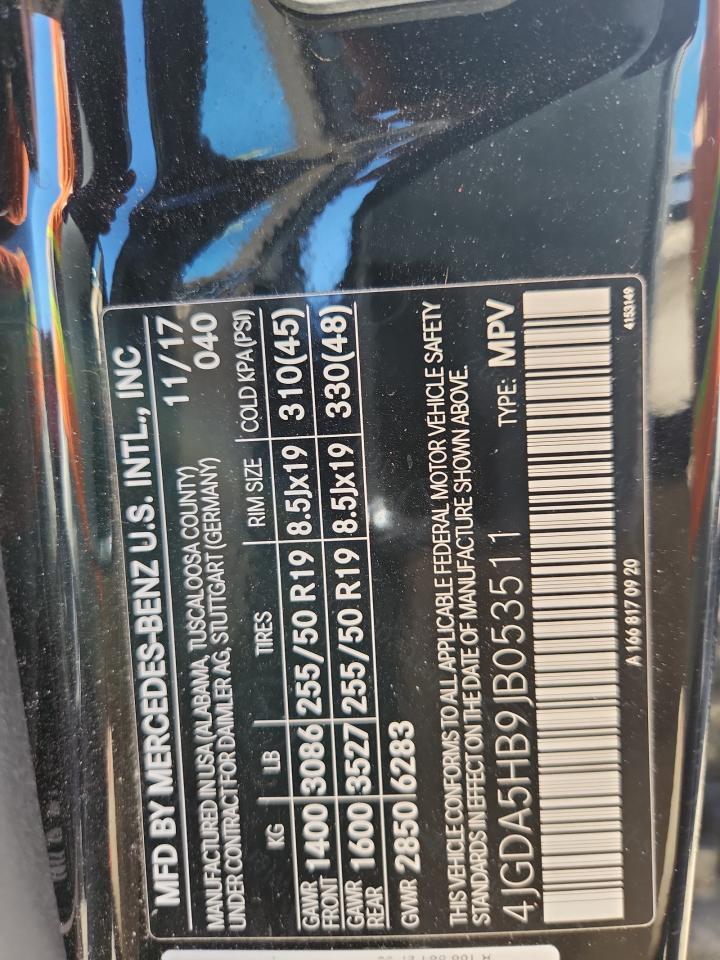 MFD BY MERCEDES-BENZ U.S. INTL., INC
MANUFACTURED IN USA (ALABAMA, TUSCALOOSA COUNTY) 11/17
UNDER CONTRACT FOR DAIMLER AG, STUTTGART (GERMANY) 040
KG LB TIRES RIM SIZE COLD KPA(PSI)
GAWR FRONT 1400 3086 255/50 R19 8.5Jx19 310(45)
GAWR REAR 1600 3527 255/50 R19 8.5Jx19 330(48)
GVWR 2850 6283
THIS VEHICLE CONFORMS TO ALL APPLICABLE FEDERAL MOTOR VEHICLE SAFETY
STANDARDS IN EFFECT ON THE DATE OF MANUFACTURE SHOWN ABOVE.
4JGDA5HB9JB053511 TYPE: MPV
A 166 817 09 20 4153149